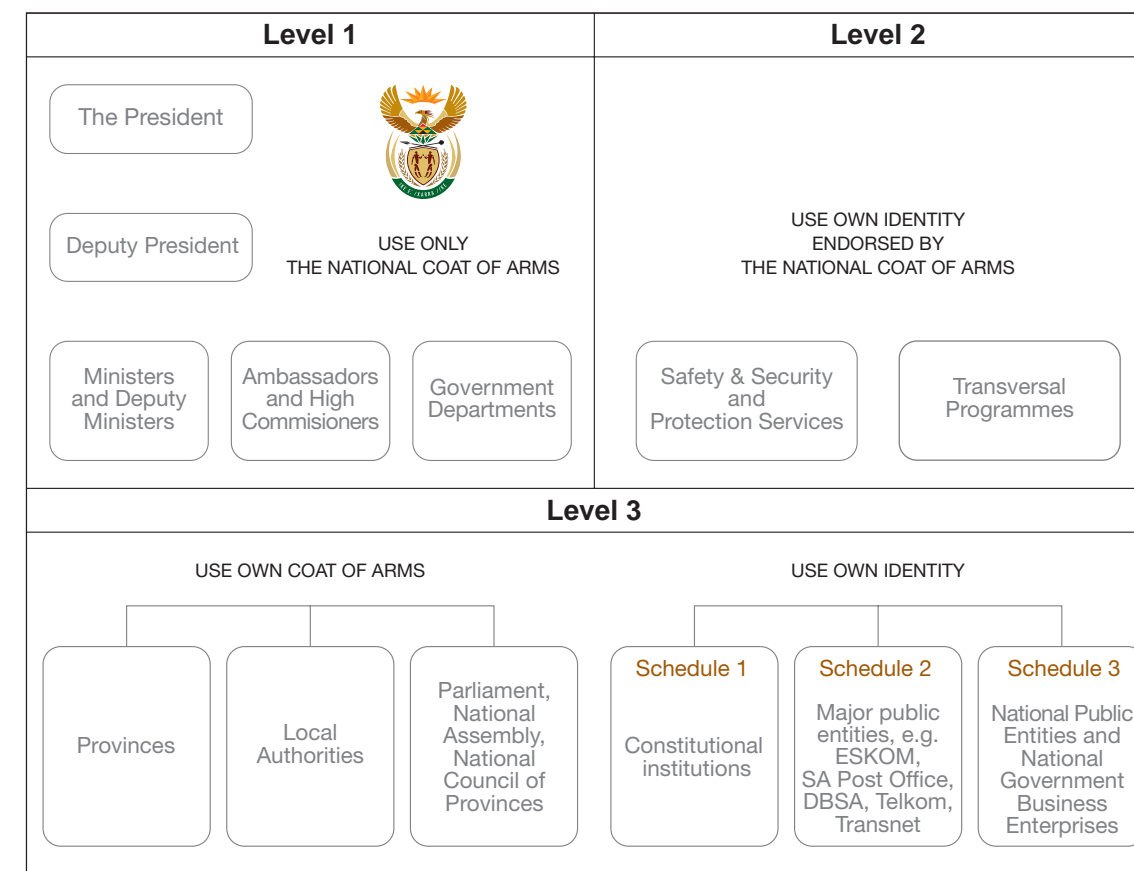 Level 1
The President
Deputy President
USE ONLY
THE NATIONAL COAT OF ARMS
Ministers
and Deputy
Ministers
Ambassadors
and High
Commisioners
Government
Departments
Level 2
USE OWN IDENTITY
ENDORSED BY
THE NATIONAL COAT OF ARMS
Safety & Security
and
Protection Services
Transversal
Programmes
Level 3
USE OWN COAT OF ARMS
Provinces
Local
Authorities
Parliament,
National
Assembly,
National
Council of
Provinces
USE OWN IDENTITY
Schedule 1
Constitutional
institutions
Schedule 2
Major public
entities, e.g.
ESKOM,
SA Post Office,
DBSA, Telkom,
Transnet
Schedule 3
National Public
Entities and
National
Government
Business
Enterprises